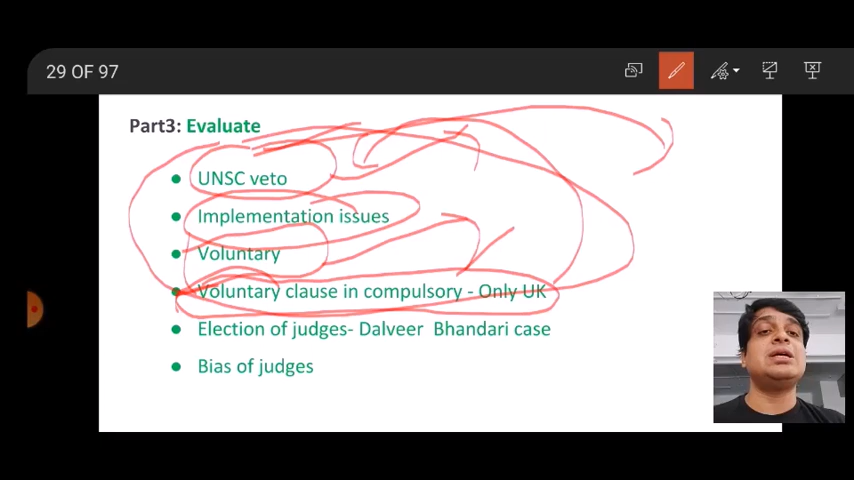 29 OF 97
Part3: Evaluate
UNSC veto
Implementation issues
Voluntary
Voluntary clause in compulsory - Only UK
Election of judges- Dalveer  Bhandari case
Bias of judges